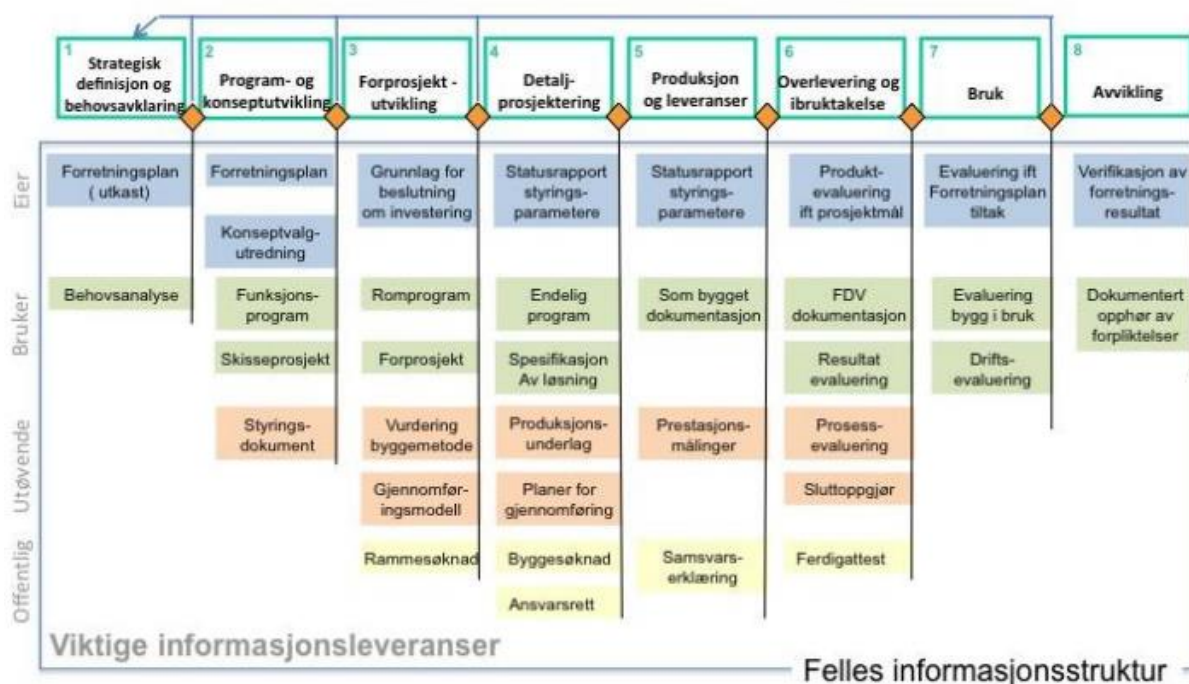 1
Strategisk
definisjon og
behovsavklaring
2
Program- og
konseptutvikling
3
Forprosjekt -
utvikling
4
Detalj-
prosjektering
5
Produksjon
og leveranser
6
Overlevering og
ibruktakelse
7
Bruk
8
Avvikling
Eier
Forretningsplan
( utkast)
Forretningsplan
Konseptvalg-
utredning
Grunnlag for
beslutning
om investering
Statusrapport
styrings-
parametere
Statusrapport
styrings-
parametere
Produkt-
evaluering
ift prosjektmål
Evaluering ift
Forretningsplan
tiltak
Verifikasjon av
forretnings-
resultat
Bruker
Behovsanalyse
Funksjons-
program
Skisseprosjekt
Romprogram
Forprosjekt
Endelig
program
Spesifikasjon
Av løsning
Som bygget
dokumentasjon
FDV
dokumentasjon
Resultat
evaluering
Evaluering
bygg i bruk
Drifts-
evaluering
Dokumentert
opphør av
forpliktelser
Utøvende
Styrings-
dokument
Vurdering
byggemetode
Gjennomfør-
ingsmodell
Produksjons-
underlag
Planer for
gjennomføring
Prestasjons-
målinger
Prosess-
evaluering
Sluttoppgjør
Offentlig
Rammesøknad
Byggesøknad
Ansvarsrett
Samsvars-
erklæring
Ferdigattest
Viktige informasjonsleveranser
Felles informasjonsstruktur